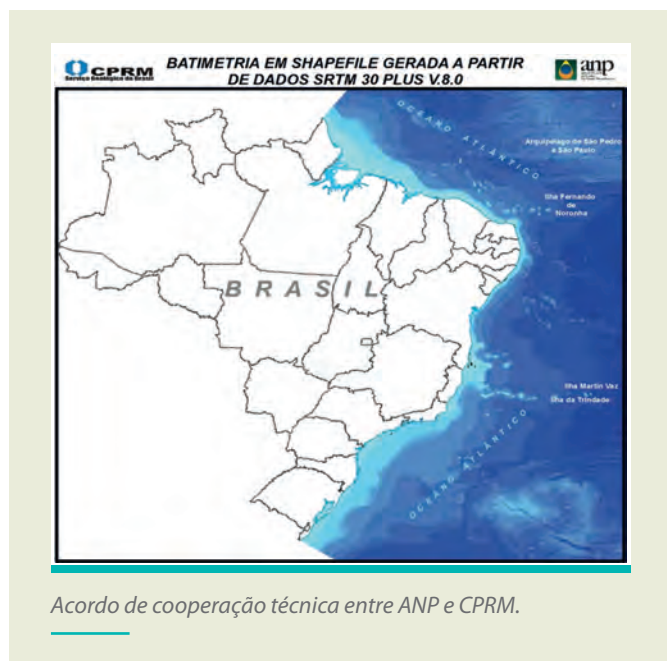 CPRM
Serviço Geológico do Brasil
BATIMETRIA EM SHAPEFILE GERADA A PARTIR
DE DADOS SRTM 30 PLUS V.8.0
anp
OCEANO ATLÂNTICO
Arquipélago de São Pedro
e São Paulo
Ilha Fernando
de
Noronha
BRASIL
Ilha Martin Vaz
Ilha da Trindade
OCEANO ATLÂNTICO
Acordo de cooperação técnica entre ANP e CPRM.